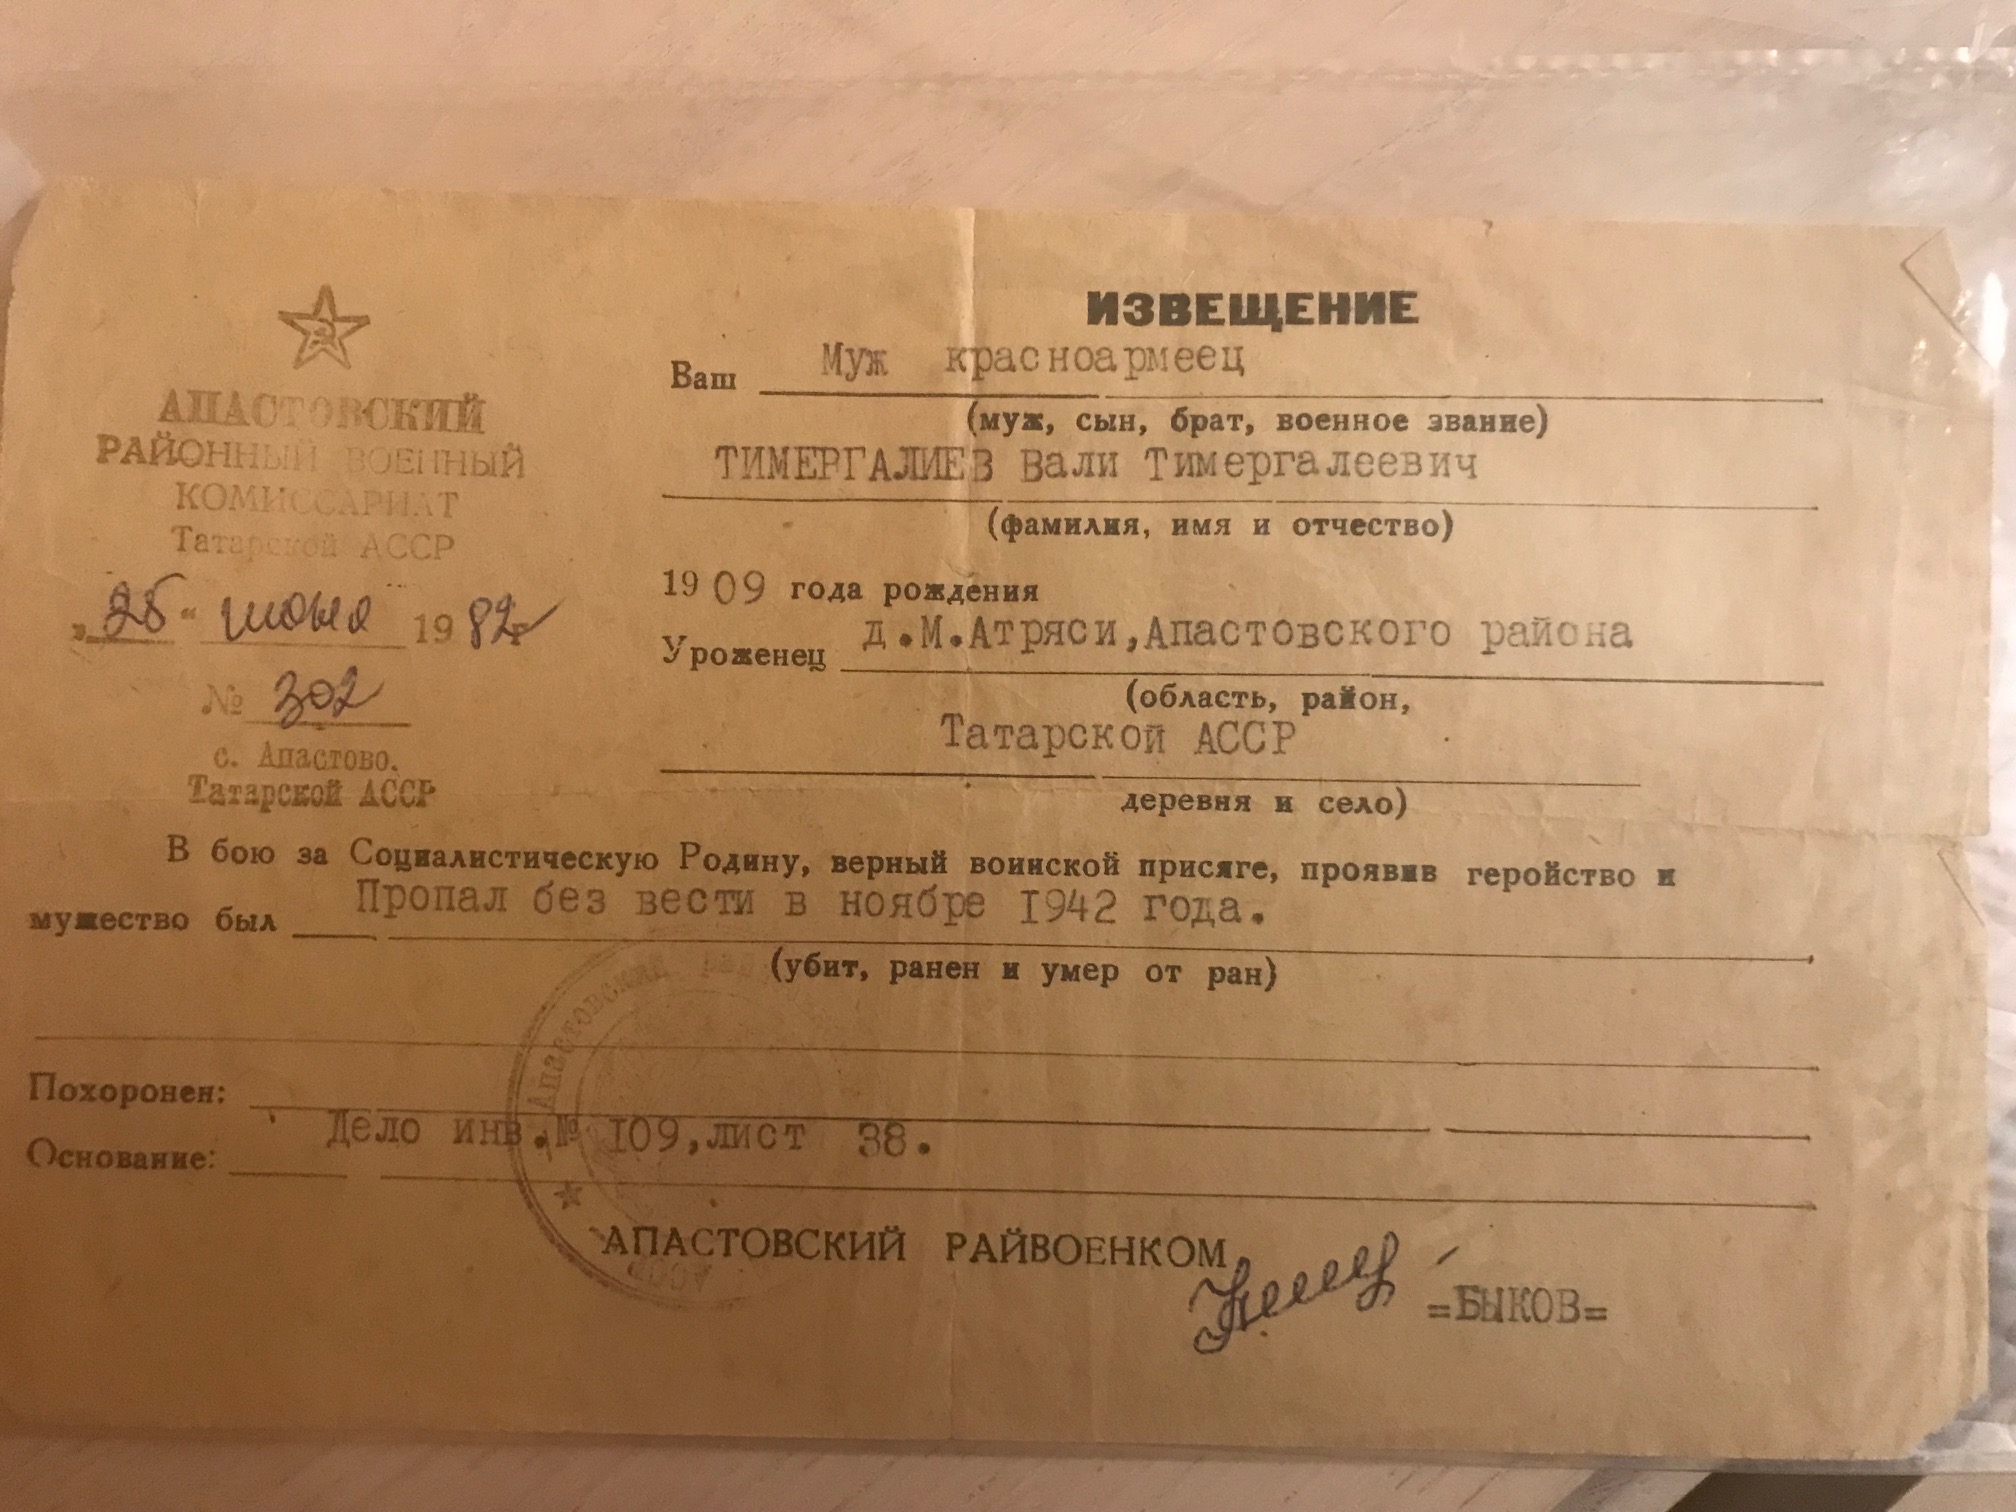 АПАСТОВСКИЙ
РАЙОННЫЙ ВОЕННЫЙ
КОМИССАРИАТ
Татарской АССР
"25" июня 1982 г
№ 302
с. Апастово,
Татарской АССР
ИЗВЕЩЕНИЕ
Ваш Муж красноармеец
(муж, сын, брат, военное звание)
ТИМЕРГАЛИЕВ Вали Тимергалеевич
(фамилия, имя и отчество)
1909 года рождения
Уроженец д.М.Атряси,Апастовского района
(область, район,
Татарской АССР
деревня и село)
В бою за Социалистическую Родину, верный воинской присяге, проявив геройство и
мужество был Пропал без вести в ноябре 1942 года.
(убит, ранен и умер от ран)
Похоронен:
Основание: Дело инв.№ 109,лист 38.
Апастовский
АССР
АПАСТОВСКИЙ РАЙВОЕНКОМ
=БЫКОВ=